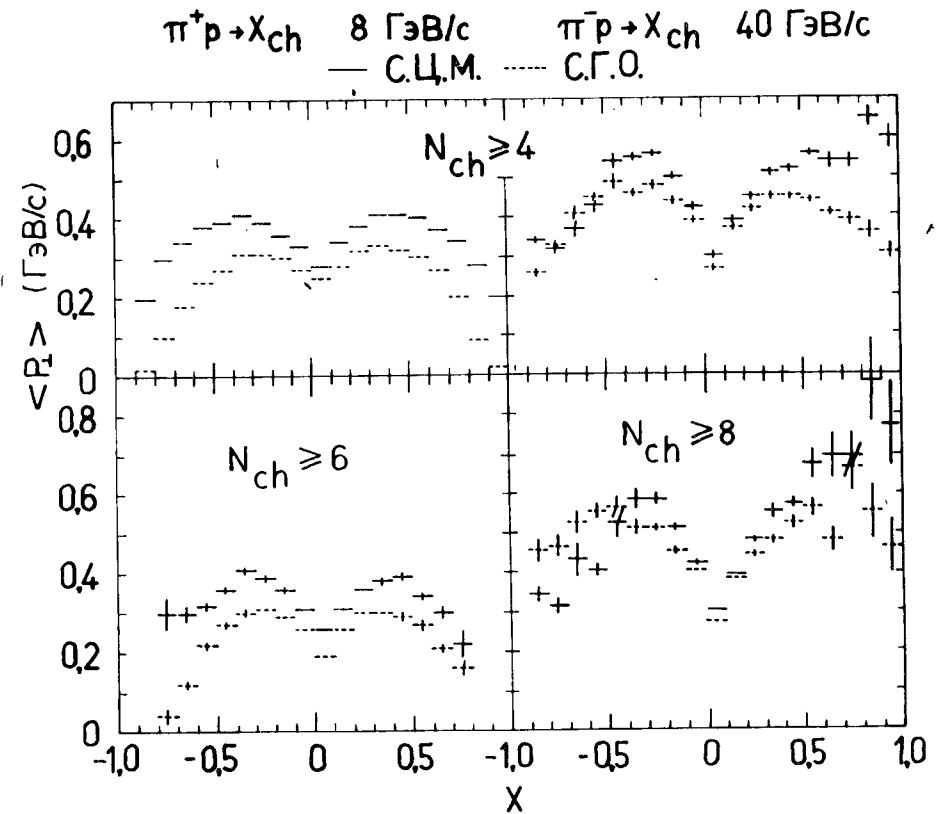 π⁺p→X_ch 8 ГэВ/с π⁻p→X_ch 40 ГэВ/с
— С.Ц.М. ----- С.Г.О.
N_ch ⩾ 4
<P⊥> (ГэВ/с)
0,6
0,4
0,2
0
N_ch ⩾ 6
N_ch ⩾ 8
0,8
0,6
0,4
0,2
0
-1,0 -0,5 0 0,5 -1,0 -0,5 0 0,5 1,0
X